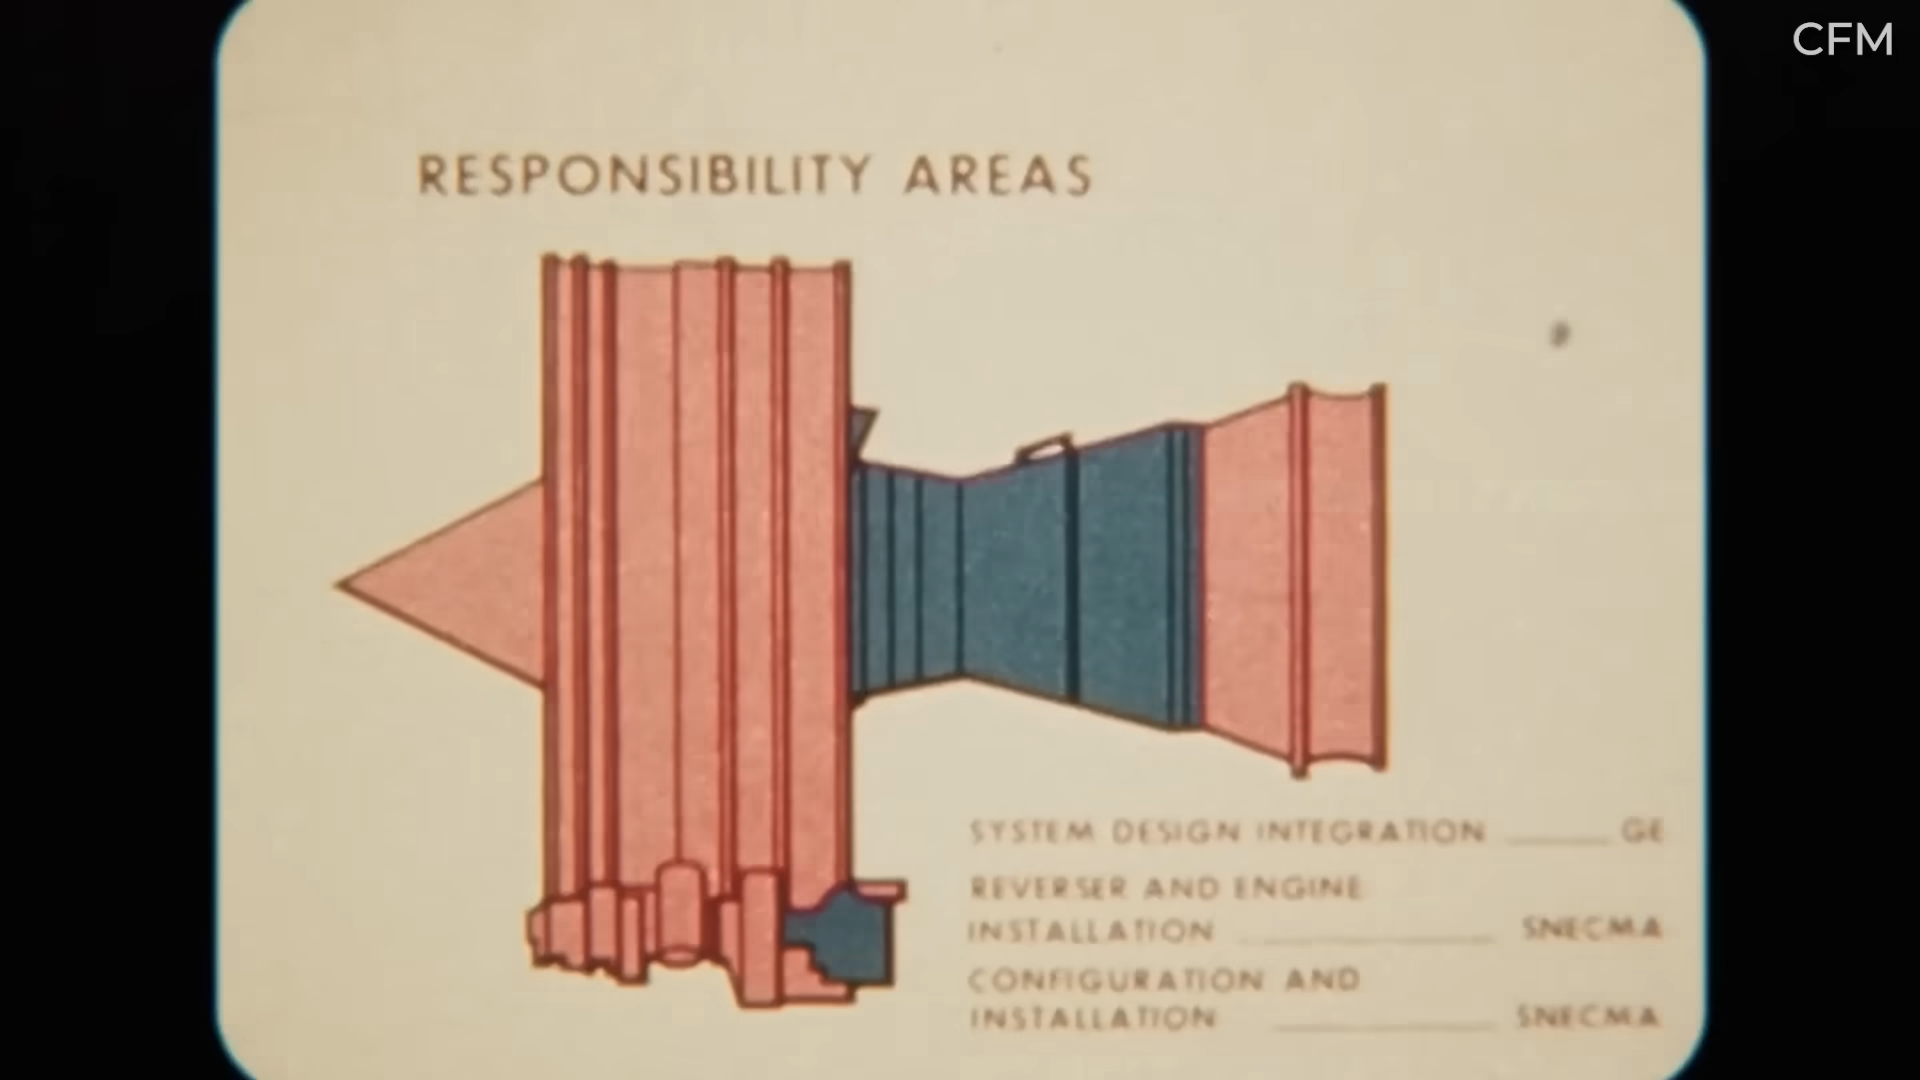 CFM
RESPONSIBILITY AREAS
SYSTEM DESIGN INTEGRATION GE
REVERSER AND ENGINE
INSTALLATION SNECMA
CONFIGURATION AND
INSTALLATION SNECMA